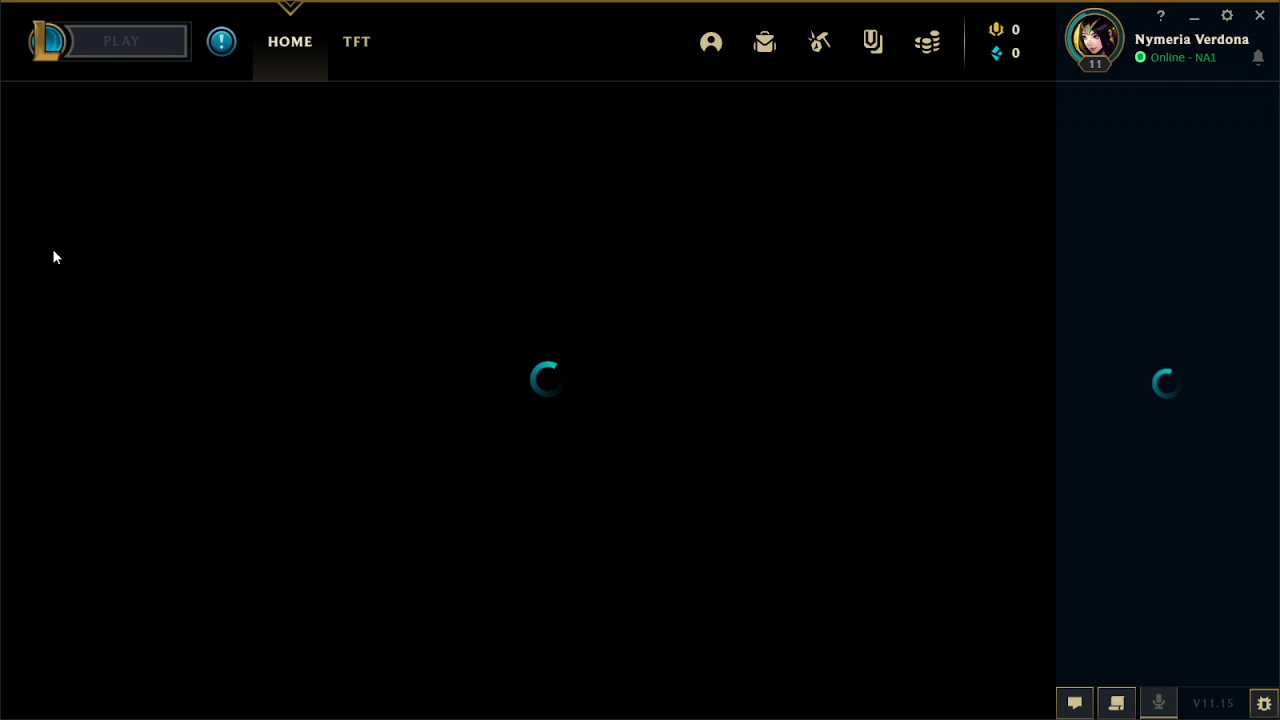 PLAY
HOME
TFT
0
0
?
Nymeria Verdona
Online - NA1
11
V11.15